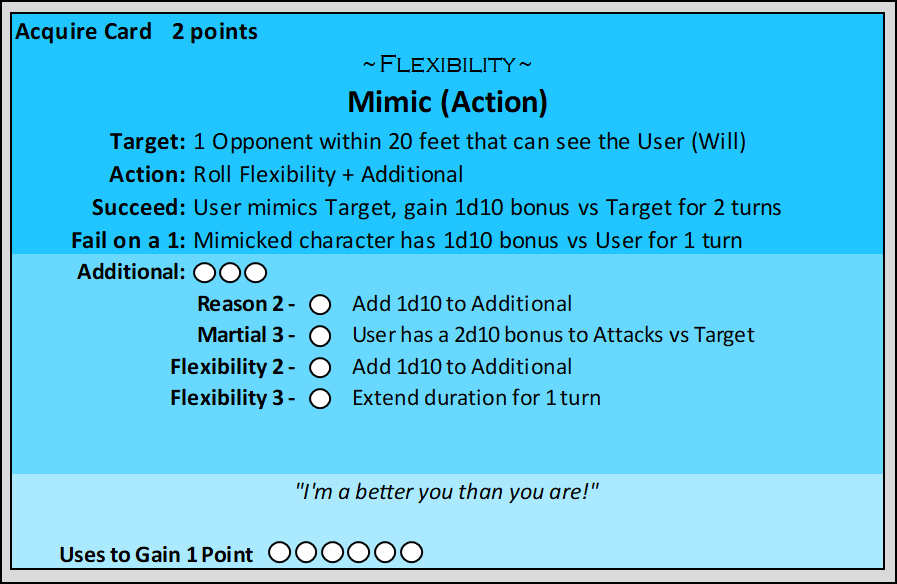 Acquire Card 2 points
~FLEXIBILITY~
Mimic (Action)
Target: 1 Opponent within 20 feet that can see the User (Will)
Action: Roll Flexibility + Additional
Succeed: User mimics Target, gain 1d10 bonus vs Target for 2 turns
Fail on a 1: Mimicked character has 1d10 bonus vs User for 1 turn
Additional:
Reason 2 - Add 1d10 to Additional
Martial 3 - User has a 2d10 bonus to Attacks vs Target
Flexibility 2 - Add 1d10 to Additional
Flexibility 3 - Extend duration for 1 turn
"I'm a better you than you are!"
Uses to Gain 1 Point